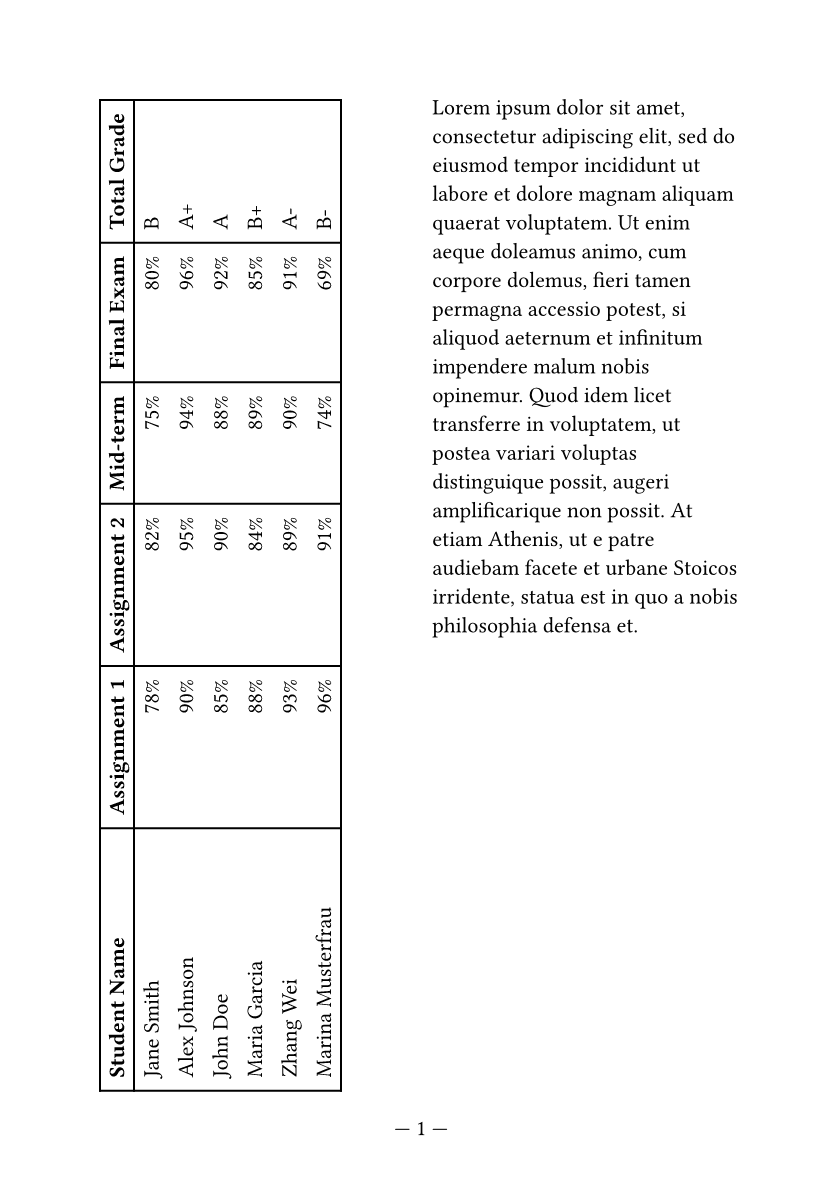 Student Name Assignment 1 Assignment 2 Mid-term Final Exam Total Grade
Jane Smith 78% 82% 75% 80% B
Alex Johnson 90% 95% 94% 96% A+
John Doe 85% 90% 88% 92% A
Maria Garcia 88% 84% 89% 85% B+
Zhang Wei 93% 89% 90% 91% A-
Marina Musterfrau 96% 91% 74% 69% B-
Lorem ipsum dolor sit amet,
consectetur adipiscing elit, sed do
eiusmod tempor incididunt ut
labore et dolore magnam aliquam
quaerat voluptatem. Ut enim
aeque doleamus animo, cum
corpore dolemus, fieri tamen
permagna accessio potest, si
aliquod aeternum et infinitum
impendere malum nobis
opinemur. Quod idem licet
transferre in voluptatem, ut
postea variari voluptas
distinguique possit, augeri
amplificarique non possit. At
etiam Athenis, ut e patre
audiebam facete et urbane Stoicos
irridente, statua est in quo a nobis
philosophia defensa et.
— 1 —